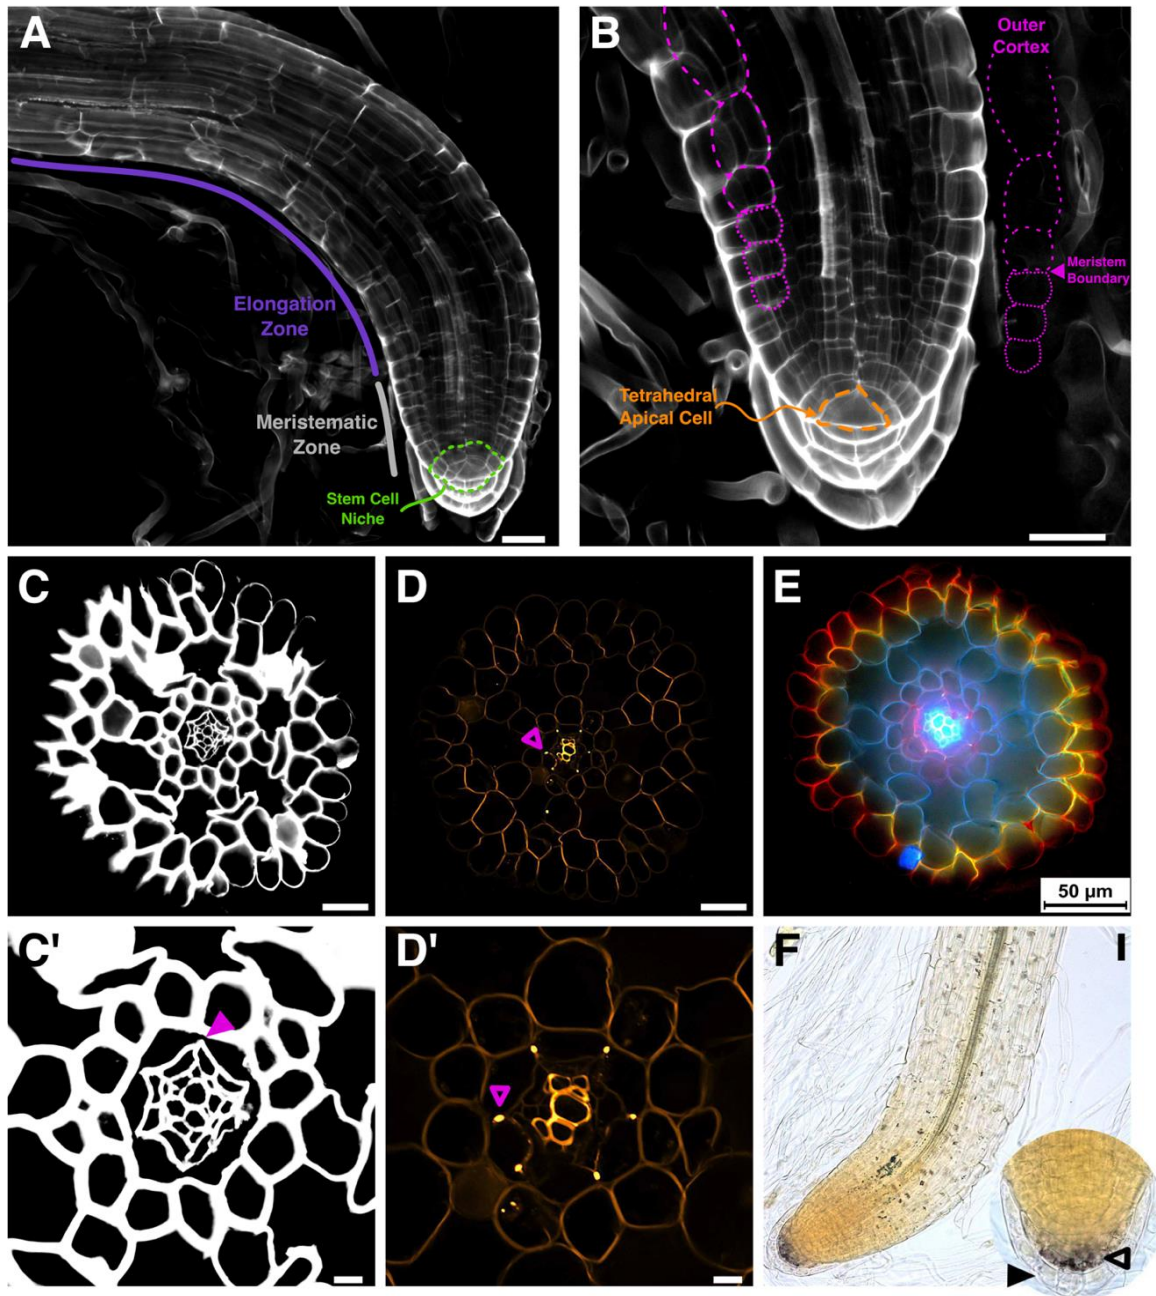 A
Elongation
Zone
Meristematic
Zone
Stem Cell
Niche
B
Outer
Cortex
Meristem
Boundary
Tetrahedral
Apical Cell
C
D
E
50 µm
C'
D'
F
I